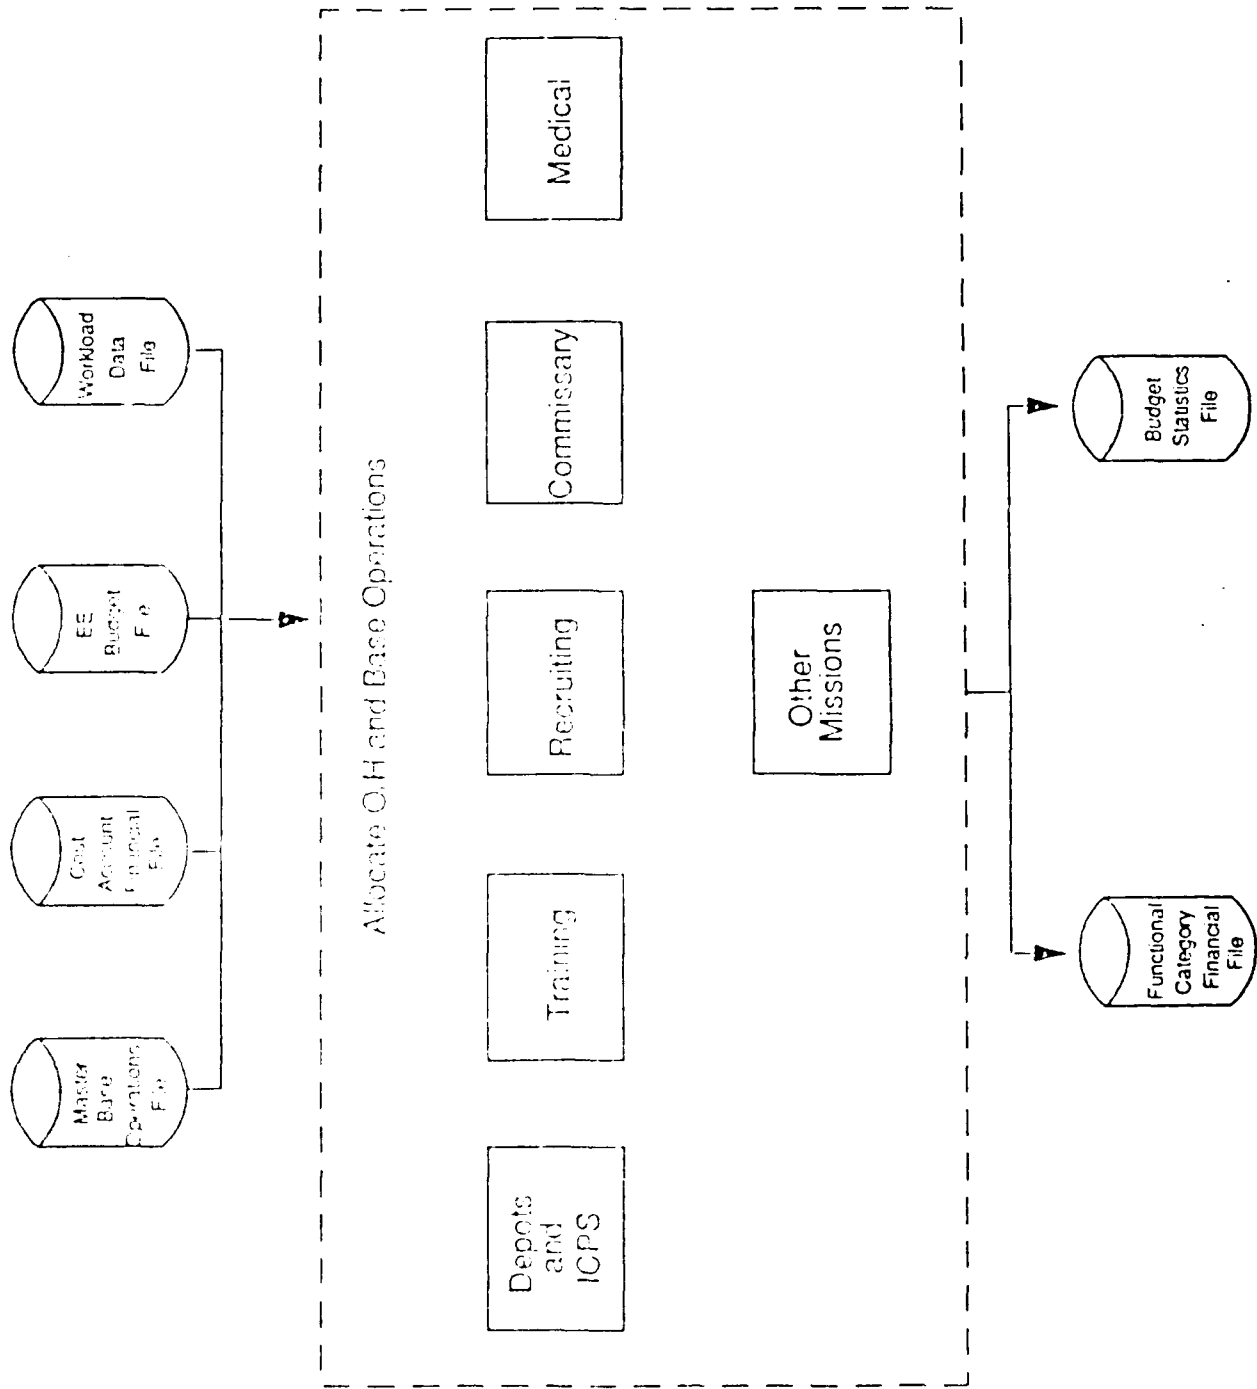 Master
Base
Operations
File
Cost
Account
Financial
File
EE
Budget
File
Workload
Data
File
Allocate O.H and Base Operations
Depots
and
ICPS
Training
Recruiting
Commissary
Medical
Other
Missions
Functional
Category
Financial
File
Budget
Statistics
File